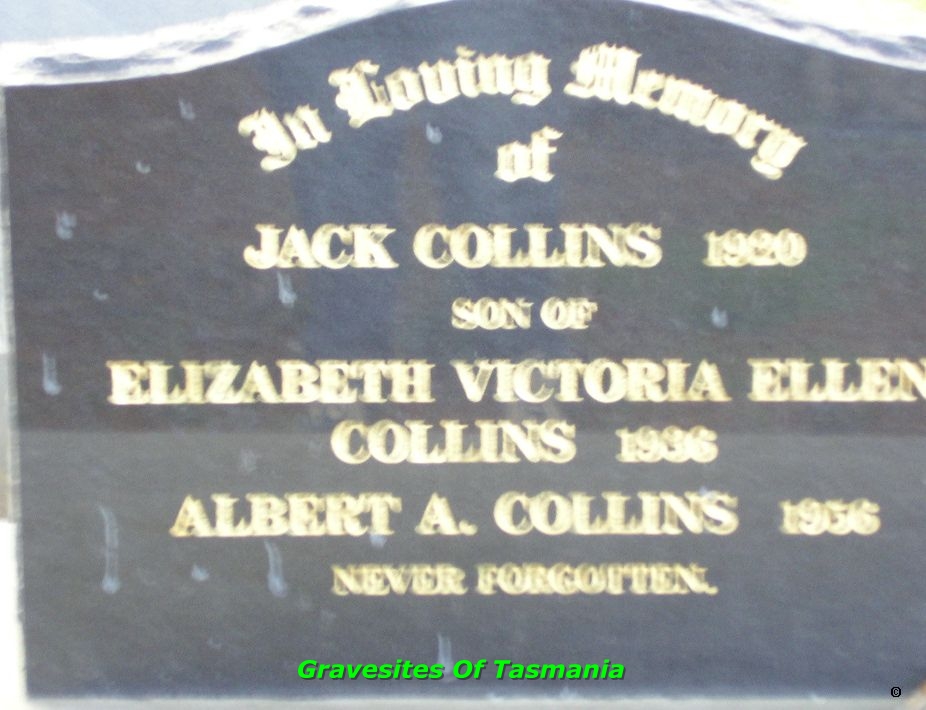 In Loving Memory
of
JACK COLLINS 1920
SON OF
ELIZABETH VICTORIA ELLEN
COLLINS 1936
ALBERT A. COLLINS 1956
NEVER FORGOTTEN.
Gravesites Of Tasmania
©